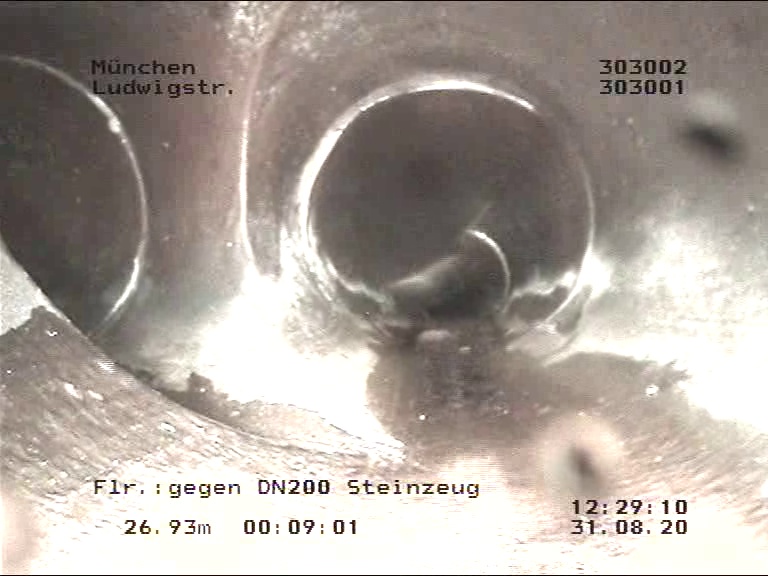 München
Ludwigstr.
303002
303001
Flr.:gegen DN200 Steinzeug
26.93m 00:09:01
12:29:10
31.08.20